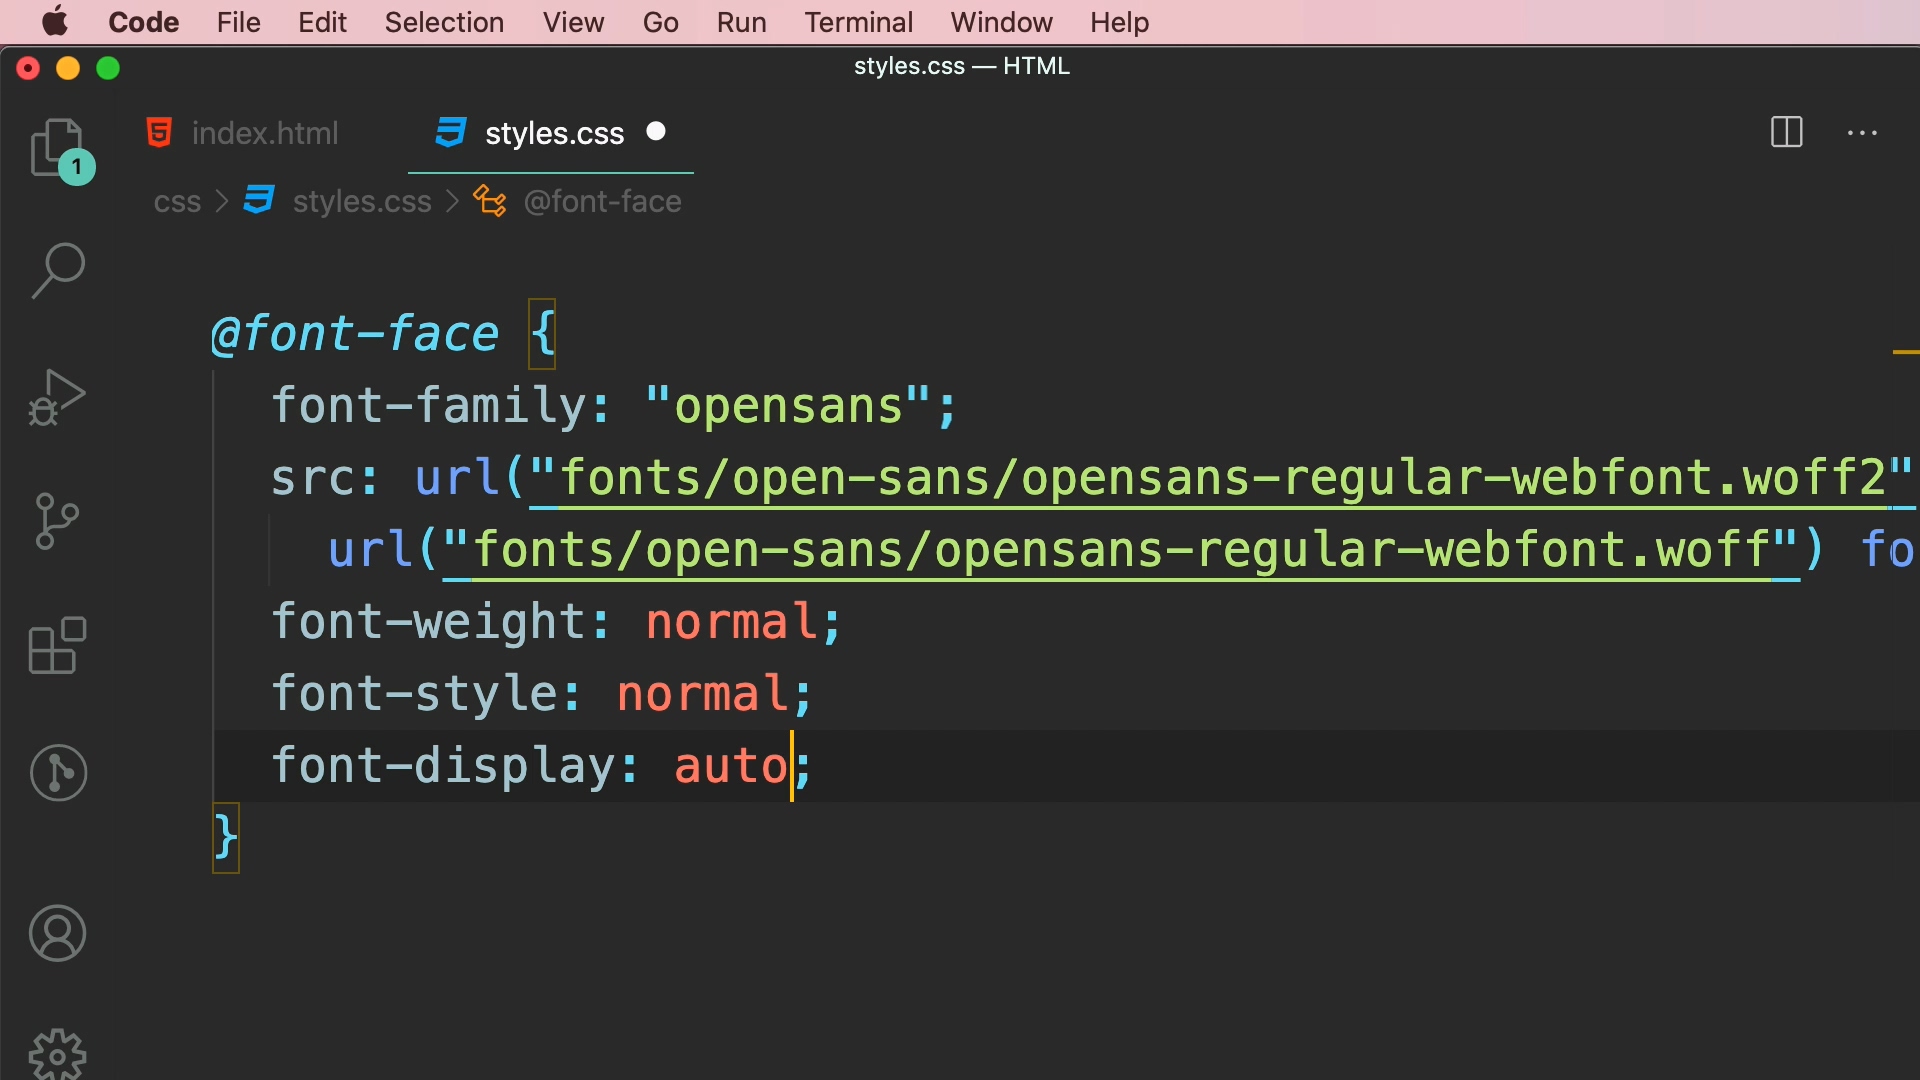 Code File Edit Selection View Go Run Terminal Window Help
styles.css — HTML
index.html styles.css
1
css > styles.css > @font-face
@font-face {
font-family: "opensans";
src: url("fonts/open-sans/opensans-regular-webfont.woff2"
url("fonts/open-sans/opensans-regular-webfont.woff") fo
font-weight: normal;
font-style: normal;
font-display: auto;
}